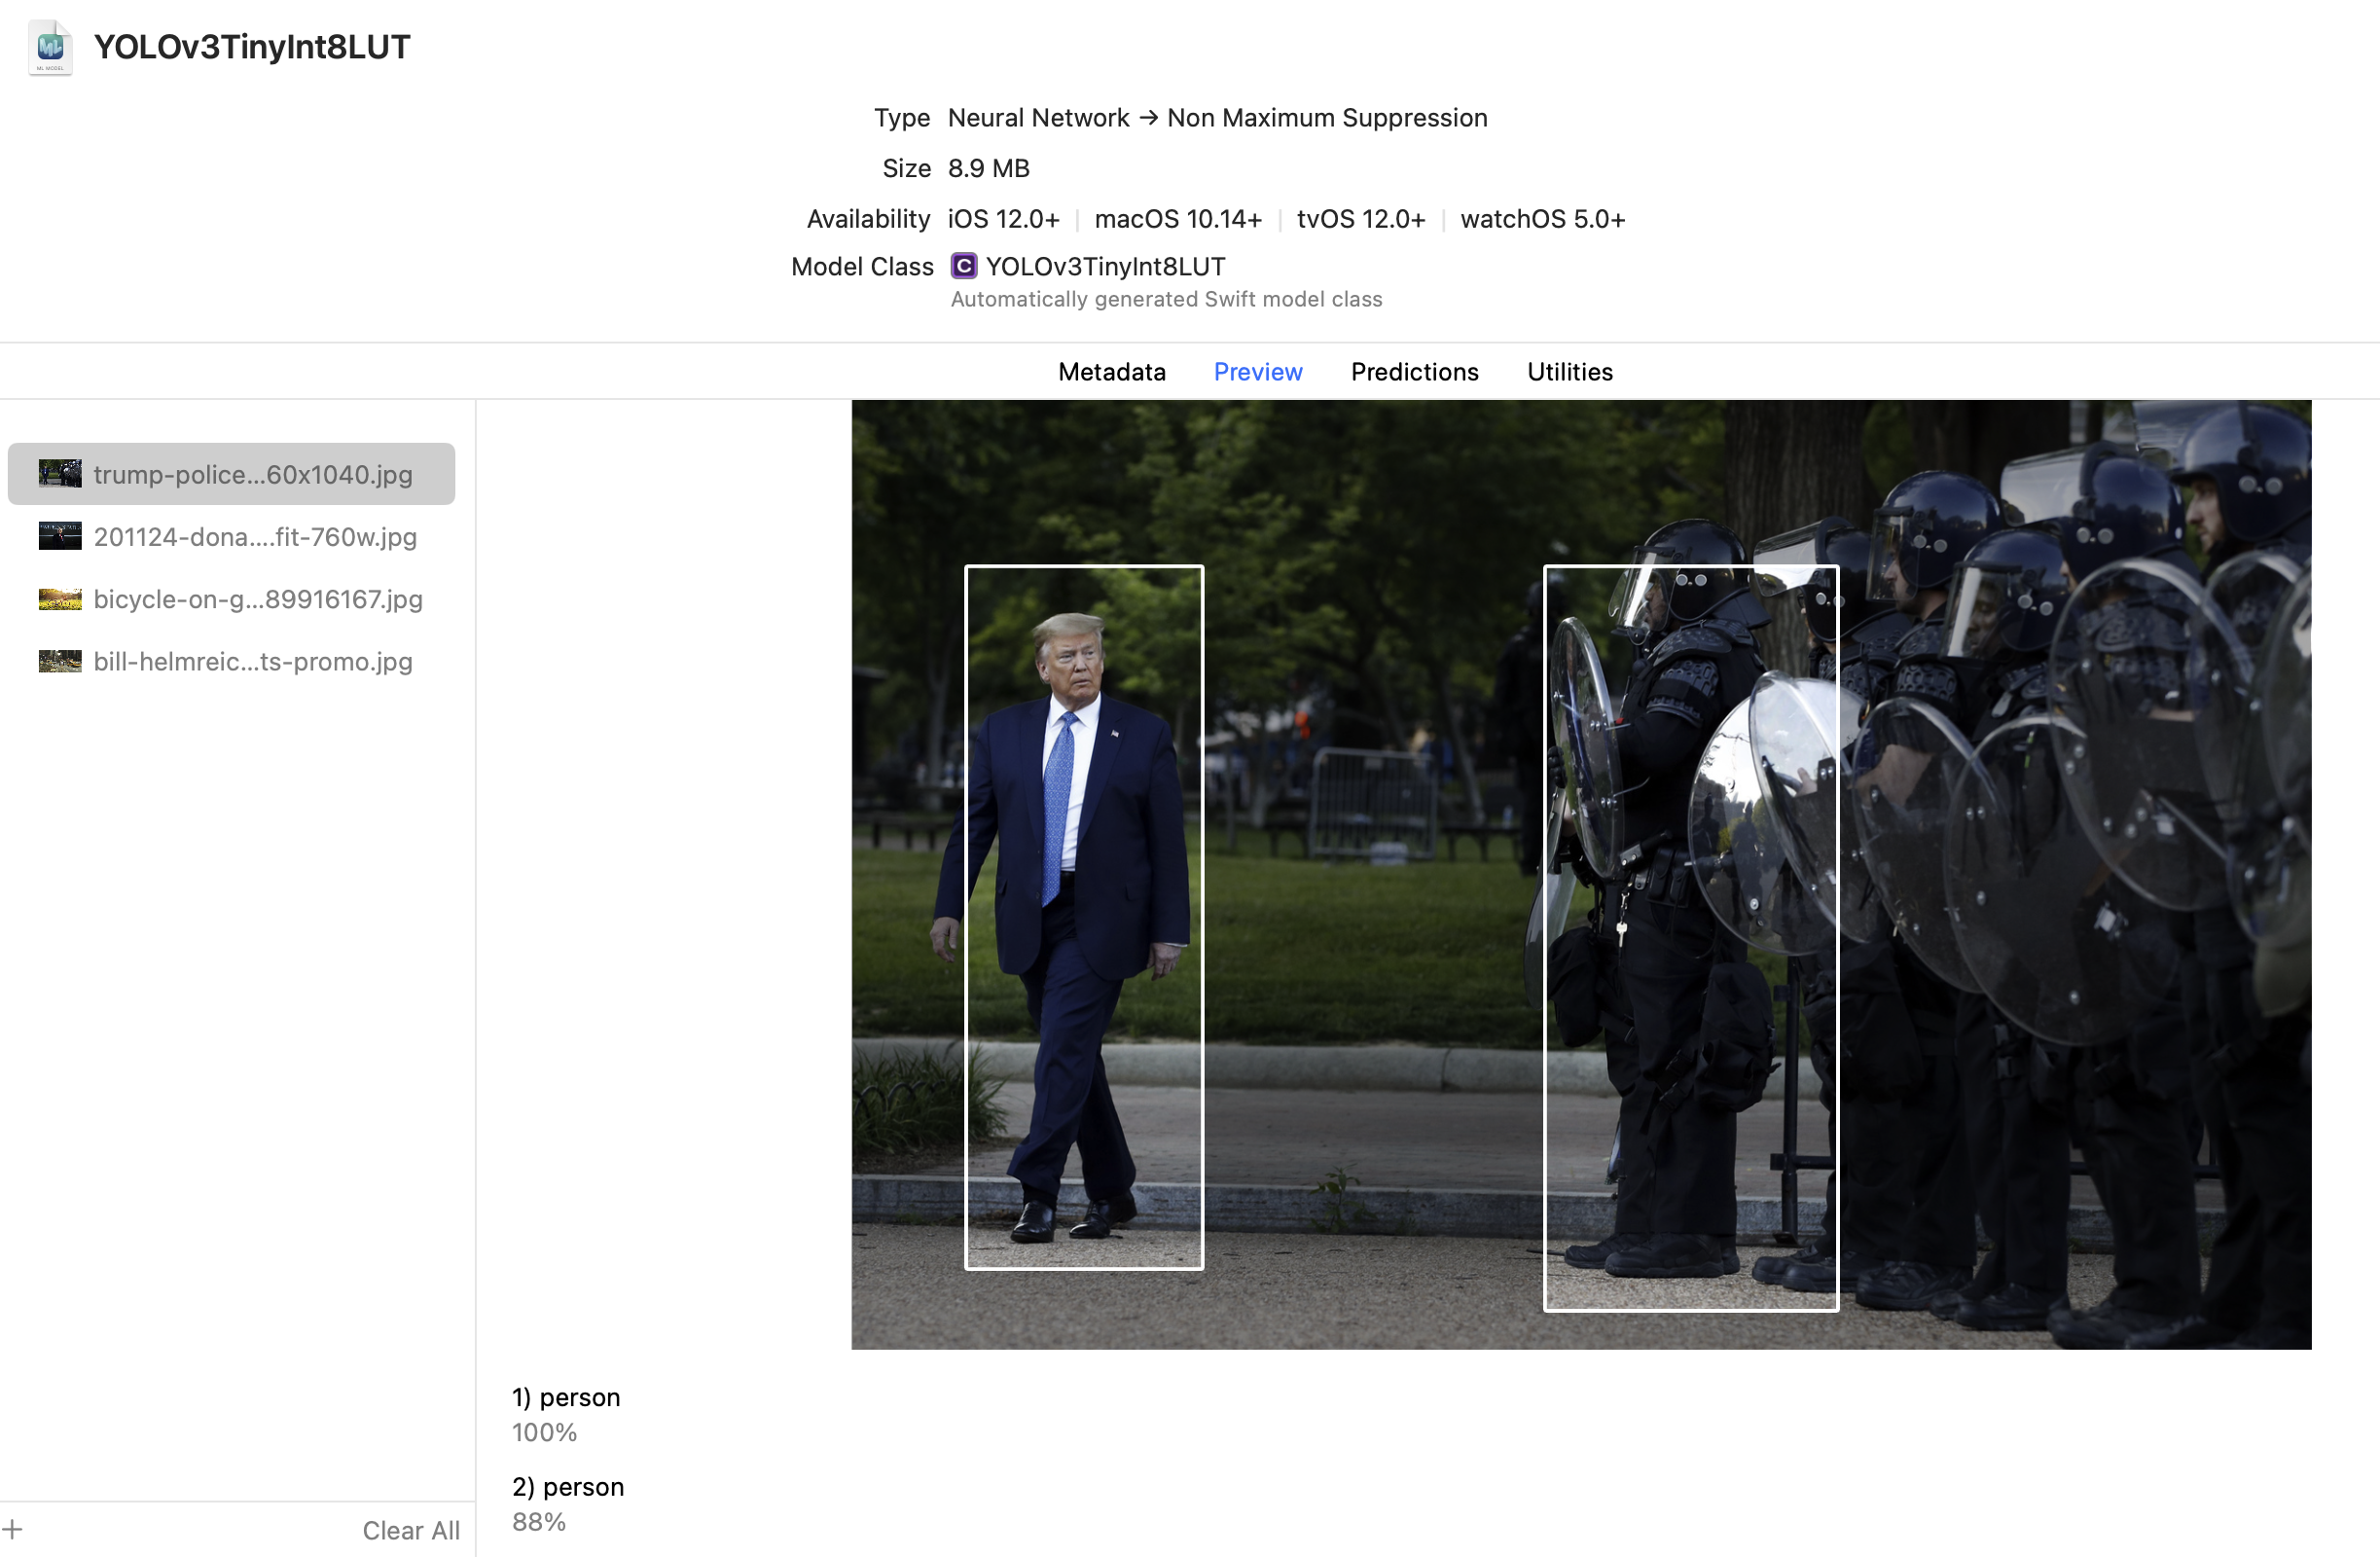 YOLOv3TinyInt8LUT
ML MODEL
Type Neural Network → Non Maximum Suppression
Size 8.9 MB
Availability iOS 12.0+ | macOS 10.14+ | tvOS 12.0+ | watchOS 5.0+
Model Class C YOLOv3TinyInt8LUT
Automatically generated Swift model class
Metadata Preview Predictions Utilities
trump-police...60x1040.jpg
201124-dona....fit-760w.jpg
bicycle-on-g...89916167.jpg
bill-helmreic...ts-promo.jpg
1) person
100%
2) person
88%
+ Clear All